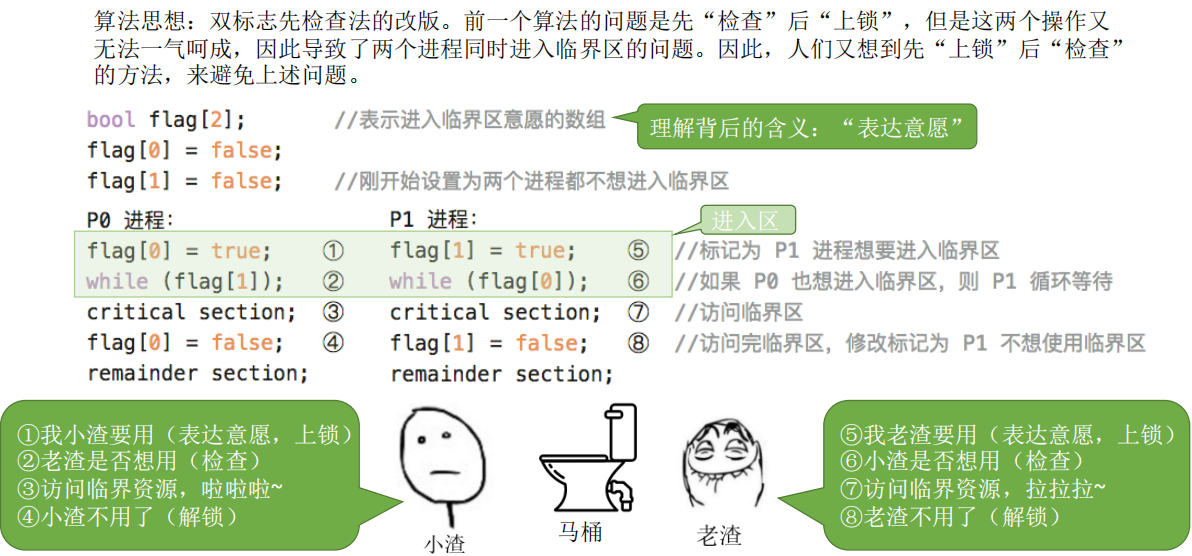 算法思想：双标志先检查法的改版。前一个算法的问题是先“检查”后“上锁”，但是这两个操作又
无法一气呵成，因此导致了两个进程同时进入临界区的问题。因此，人们又想到先“上锁”后“检查”
的方法，来避免上述问题。
bool flag[2]; //表示进入临界区意愿的数组
理解背后的含义：“表达意愿”
flag[0] = false;
flag[1] = false; //刚开始设置为两个进程都不想进入临界区
P0 进程： P1 进程：
进入区
flag[0] = true; ① flag[1] = true; ⑤ //标记为 P1 进程想要进入临界区
while (flag[1]); ② while (flag[0]); ⑥ //如果 P0 也想进入临界区，则 P1 循环等待
critical section; ③ critical section; ⑦ //访问临界区
flag[0] = false; ④ flag[1] = false; ⑧ //访问完临界区，修改标记为 P1 不想使用临界区
remainder section; remainder section;
①我小渣要用（表达意愿，上锁）
②老渣是否想用（检查）
③访问临界资源，啦啦啦~
④小渣不用了（解锁）
小渣
马桶
老渣
⑤我老渣要用（表达意愿，上锁）
⑥小渣是否想用（检查）
⑦访问临界资源，拉拉拉~
⑧老渣不用了（解锁）